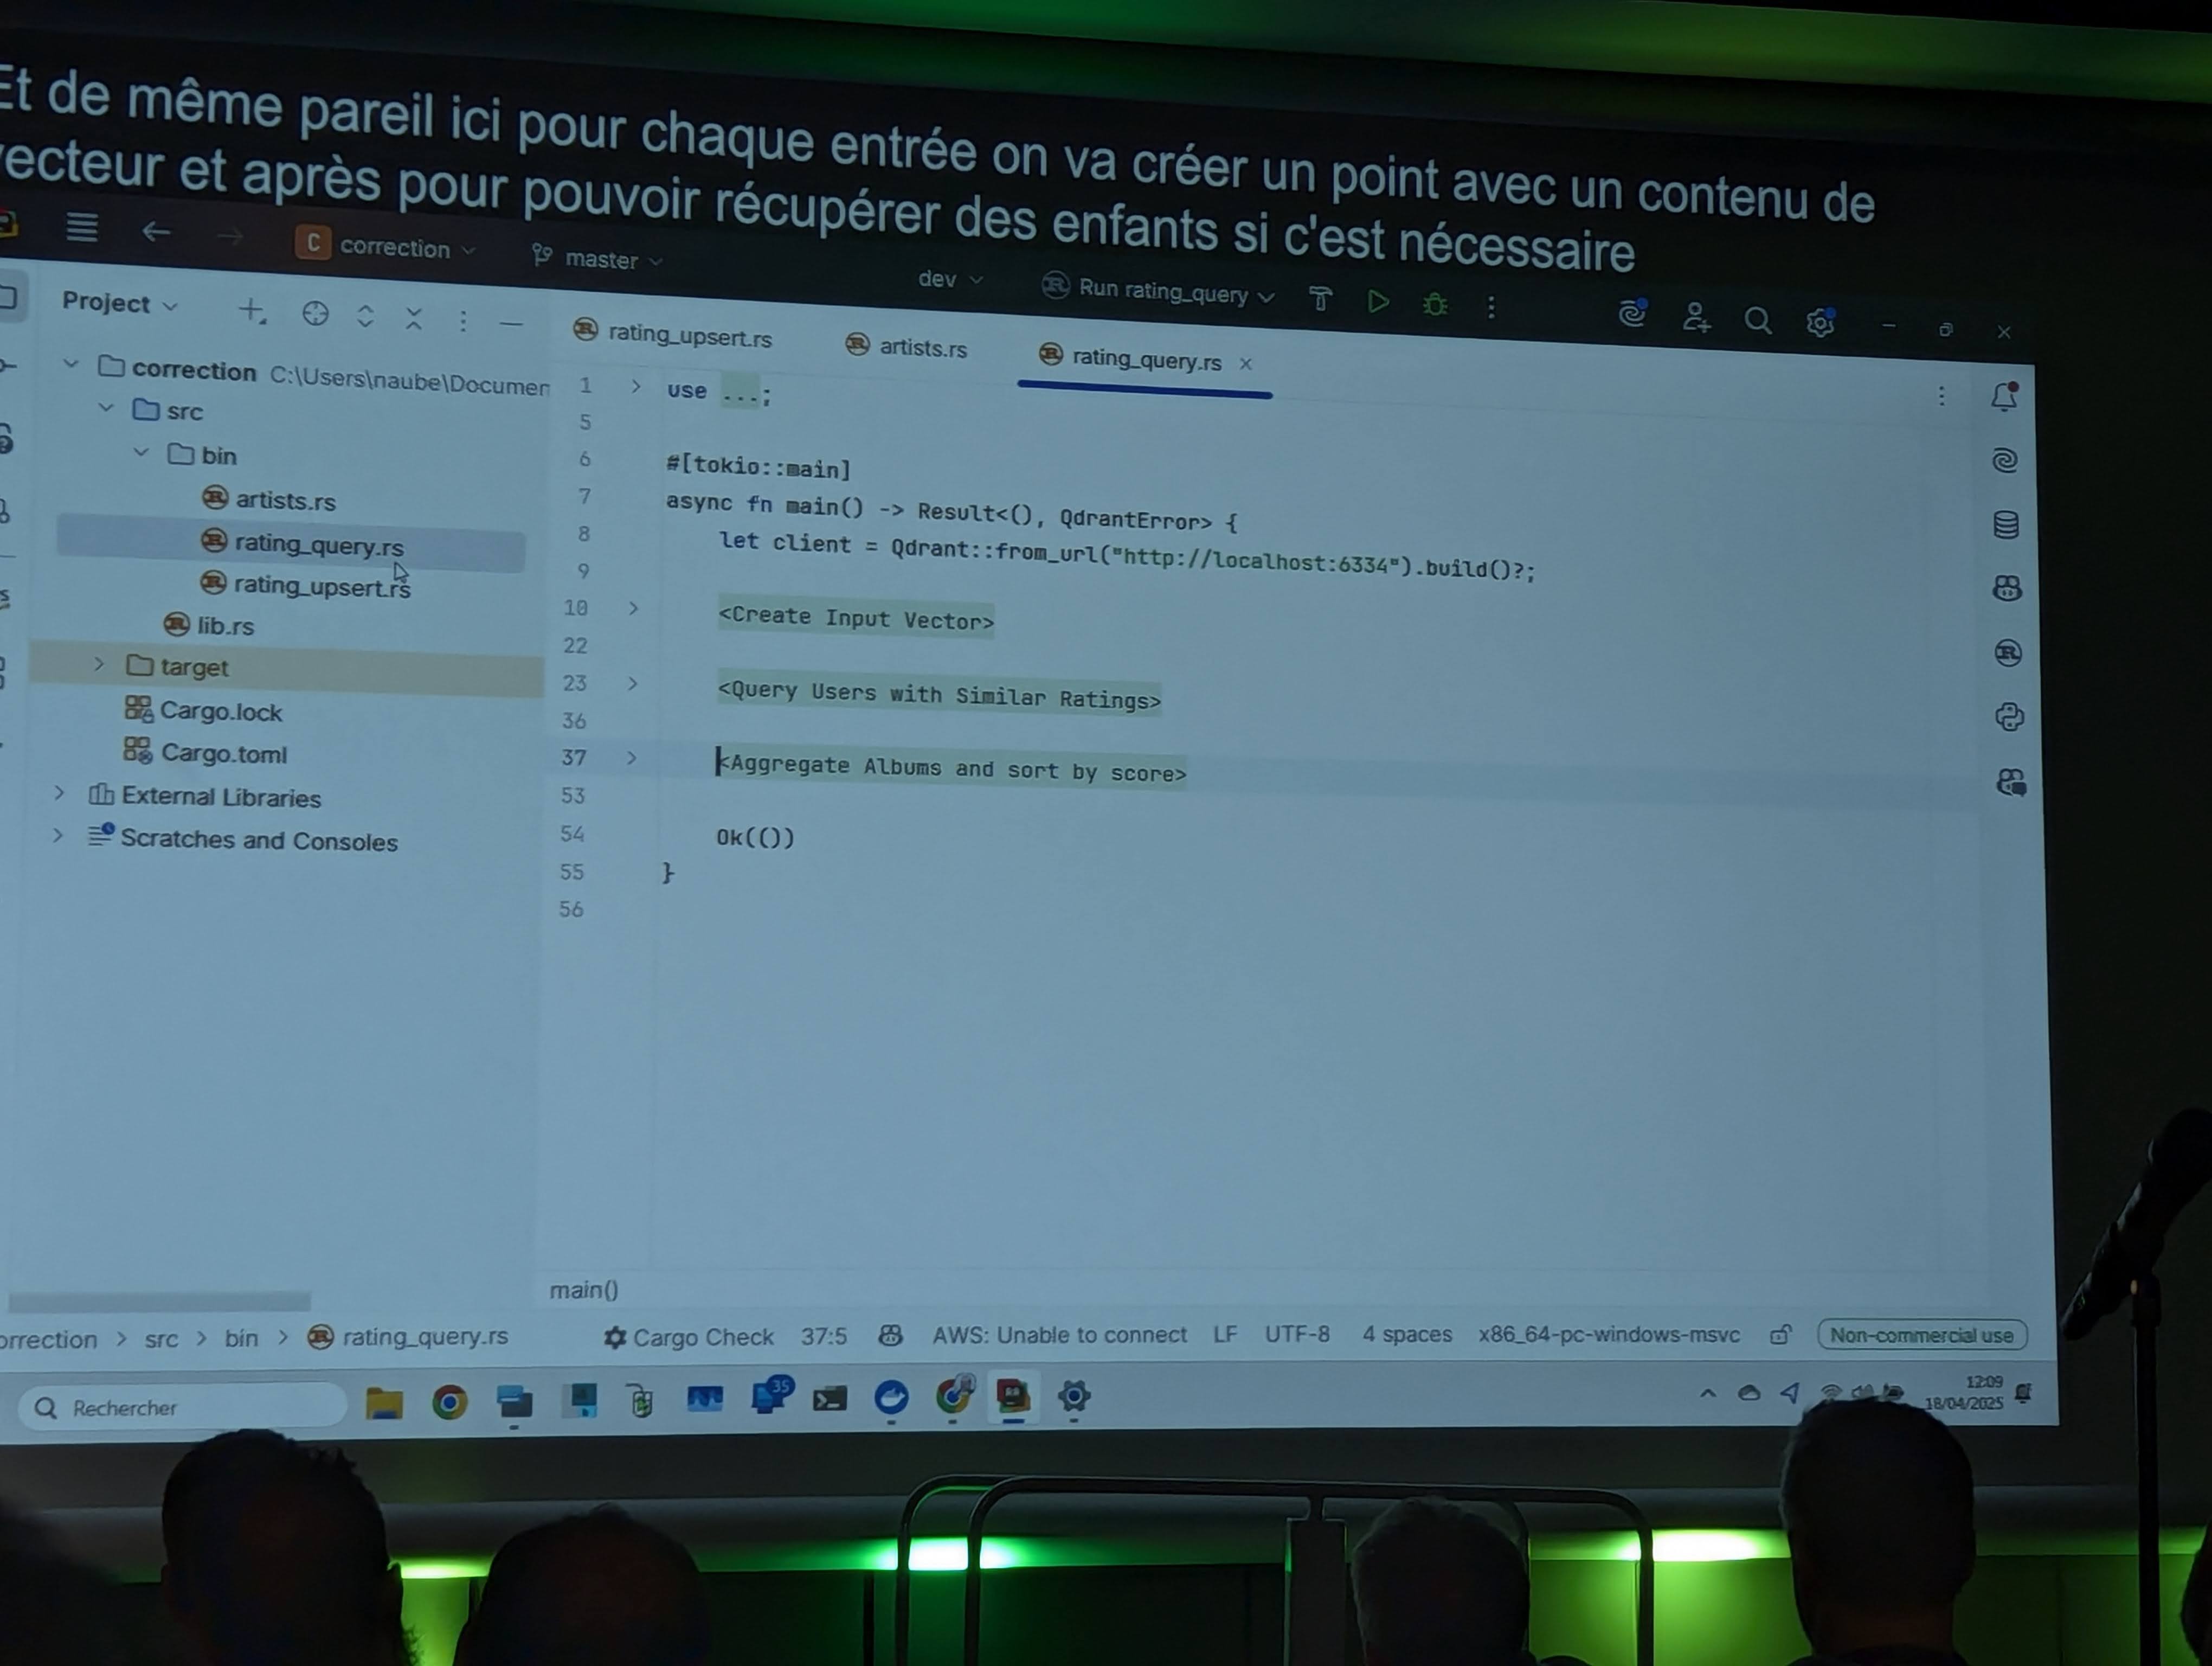 Et de même pareil ici pour chaque entrée on va créer un point avec un contenu de
vecteur et après pour pouvoir récupérer des enfants si c'est nécessaire
C correction master dev Run rating_query
Project
rating_upsert.rs artists.rs rating_query.rs
correction C:\Users\naube\Documen
src
bin
artists.rs
rating_query.rs
rating_upsert.rs
lib.rs
target
Cargo.lock
Cargo.toml
External Libraries
Scratches and Consoles
1 use ...;
5
6 #[tokio::main]
7 async fn main() -> Result<(), QdrantError> {
8 let client = Qdrant::from_url("http://localhost:6334").build()?;
9
10 <Create Input Vector>
22
23 <Query Users with Similar Ratings>
36
37 <Aggregate Albums and sort by score>
53
54 Ok(())
55 }
56
main()
orrection > src > bin > rating_query.rs Cargo Check 37:5 AWS: Unable to connect LF UTF-8 4 spaces x86_64-pc-windows-msvc Non-commercial use
Rechercher 35 12:09
18/04/2025